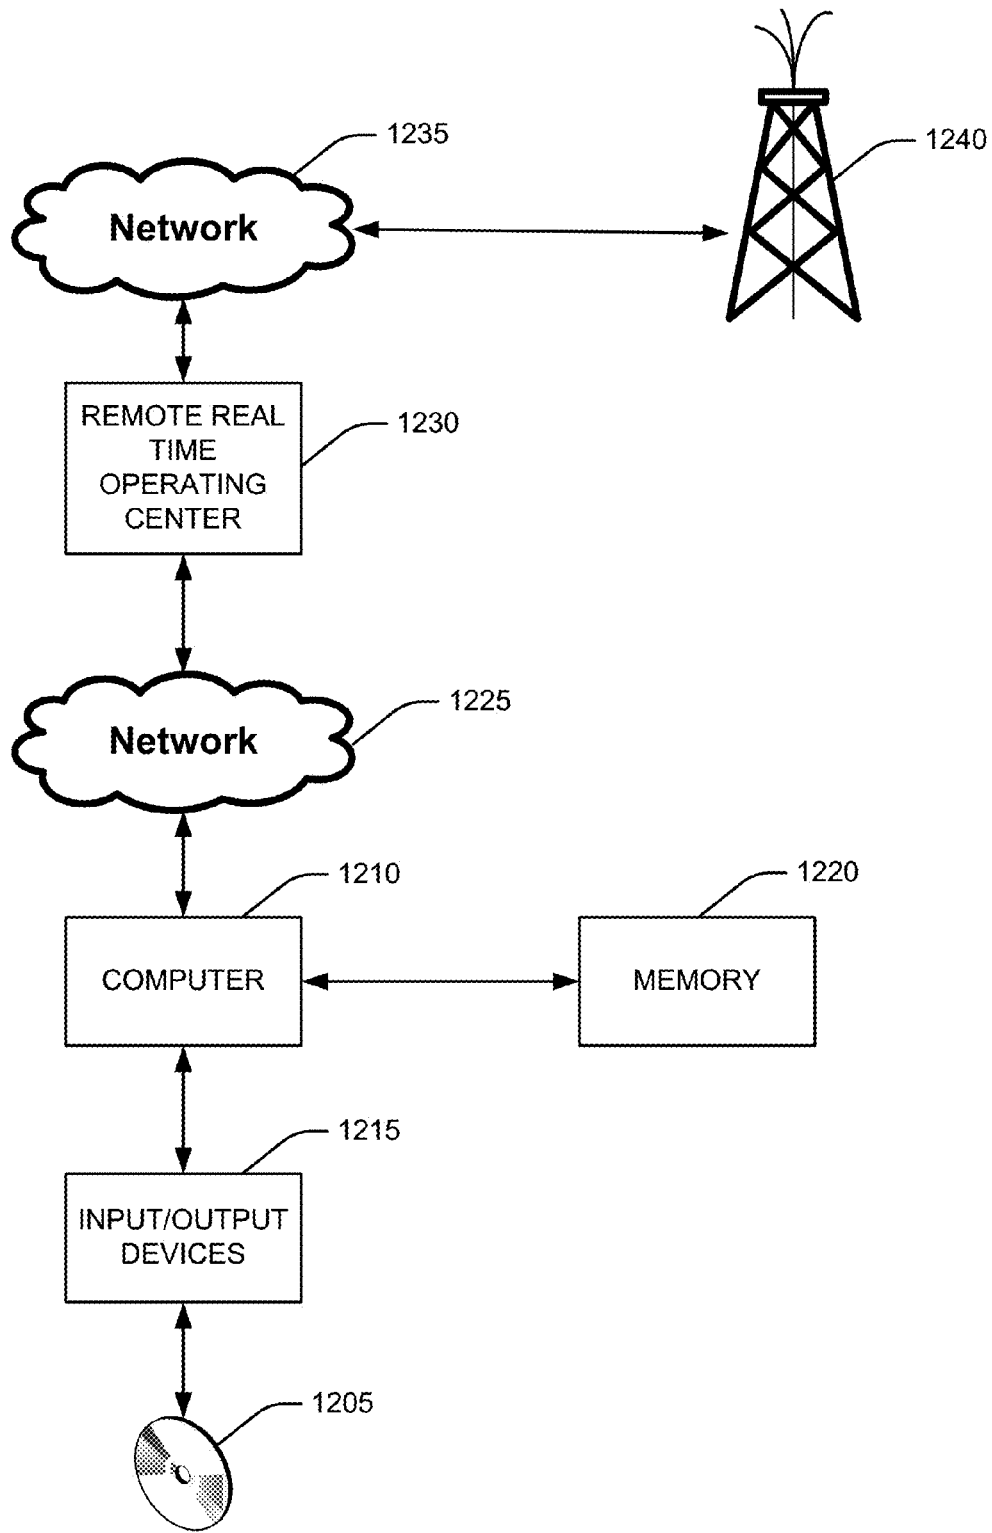 1235
1240
Network
REMOTE REAL
TIME
OPERATING
CENTER
1230
1225
Network
1210
1220
COMPUTER
MEMORY
1215
INPUT/OUTPUT
DEVICES
1205